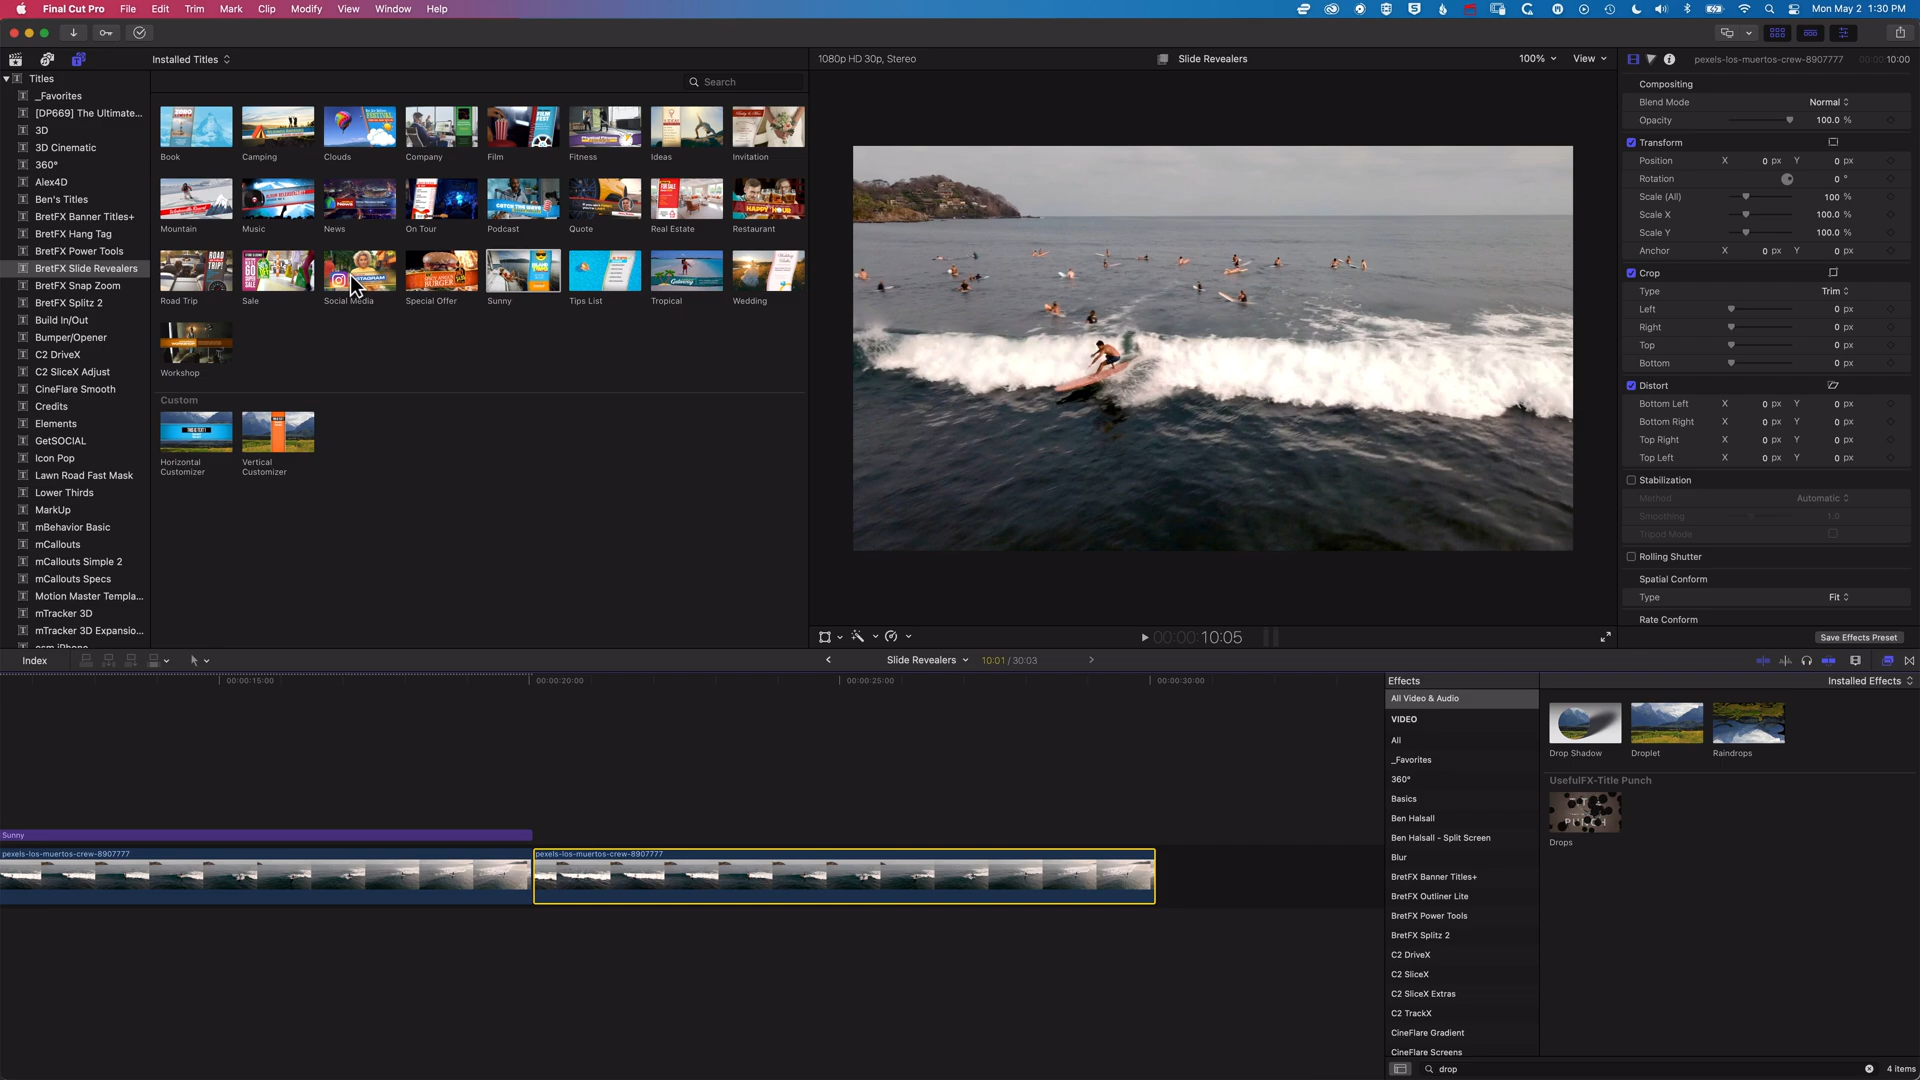 Final Cut Pro File Edit Trim Mark Clip Modify View Window Help Mon May 2 1:30 PM
Installed Titles 1080p HD 30p, Stereo Slide Revealers 100% View pexels-los-muertos-crew-8907777 00:00:10:00
Search
Titles
_Favorites
[DP669] The Ultimate...
3D
3D Cinematic
360°
Alex4D
Ben's Titles
BretFX Banner Titles+
BretFX Hang Tag
BretFX Power Tools
BretFX Slide Revealers
BretFX Snap Zoom
BretFX Splitz 2
Build In/Out
Bumper/Opener
C2 DriveX
C2 SliceX Adjust
CineFlare Smooth
Credits
Elements
GetSOCIAL
Icon Pop
Lawn Road Fast Mask
Lower Thirds
MarkUp
mBehavior Basic
mCallouts
mCallouts Simple 2
mCallouts Specs
Motion Master Templa...
mTracker 3D
mTracker 3D Expansio...
Book Camping Clouds Company Film Fitness Ideas Invitation
Mountain Music News On Tour Podcast Quote Real Estate Restaurant
Road Trip Sale Social Media Special Offer Sunny Tips List Tropical Wedding
Workshop
Custom
Horizontal Customizer Vertical Customizer
Compositing
Blend Mode Normal
Opacity 100.0 %
Transform
Position X 0 px Y 0 px
Rotation 0 °
Scale (All) 100 %
Scale X 100.0 %
Scale Y 100.0 %
Anchor X 0 px Y 0 px
Crop
Type Trim
Left 0 px
Right 0 px
Top 0 px
Bottom 0 px
Distort
Bottom Left X 0 px Y 0 px
Bottom Right X 0 px Y 0 px
Top Right X 0 px Y 0 px
Top Left X 0 px Y 0 px
Stabilization
Method Automatic
Smoothing 1.0
Tripod Mode
Rolling Shutter
Spatial Conform
Type Fit
Rate Conform
00:00:10:05 Save Effects Preset
Index Slide Revealers 10:01 / 30:03
00:00:15:00 00:00:20:00 00:00:25:00 00:00:30:00
Sunny
pexels-los-muertos-crew-8907777 pexels-los-muertos-crew-8907777
Effects Installed Effects
All Video & Audio
VIDEO
All
_Favorites
360°
Basics
Ben Halsall
Ben Halsall - Split Screen
Blur
BretFX Banner Titles+
BretFX Outliner Lite
BretFX Power Tools
BretFX Splitz 2
C2 DriveX
C2 SliceX
C2 SliceX Extras
C2 TrackX
CineFlare Gradient
CineFlare Screens
Drop Shadow Droplet Raindrops
UsefulFX-Title Punch
Drops
drop 4 items